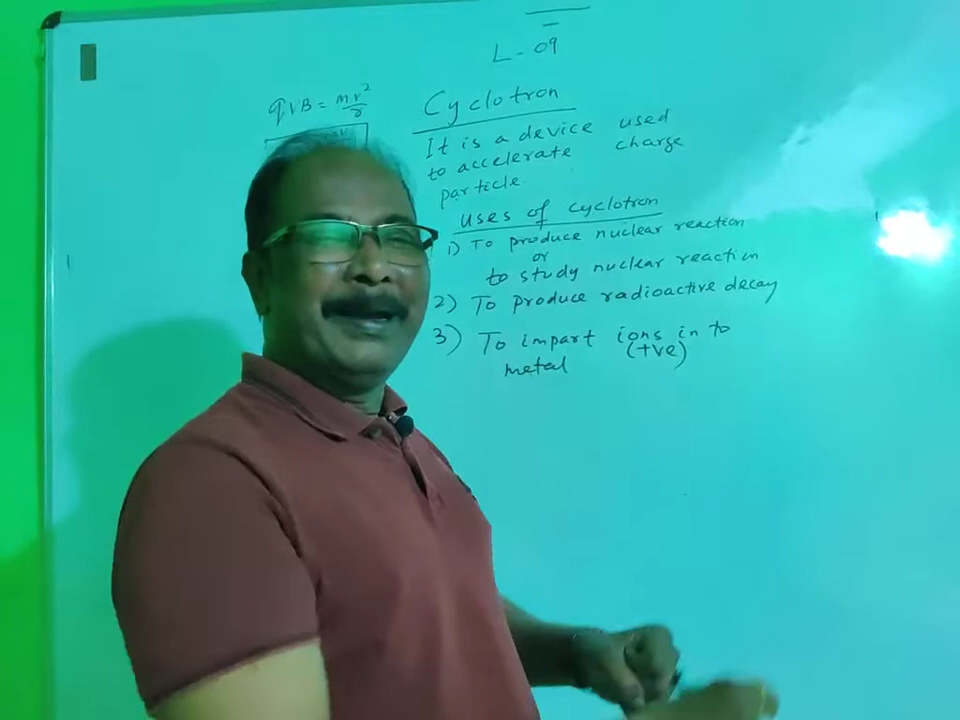 L - 09
qVB = mv²/r
Cyclotron
It is a device used
to accelerate charge
particle.
uses of cyclotron
1) To produce nuclear reaction
or
to study nuclear reaction
2) To produce radioactive decay
3) To impart ions in to
(+ve)
metal